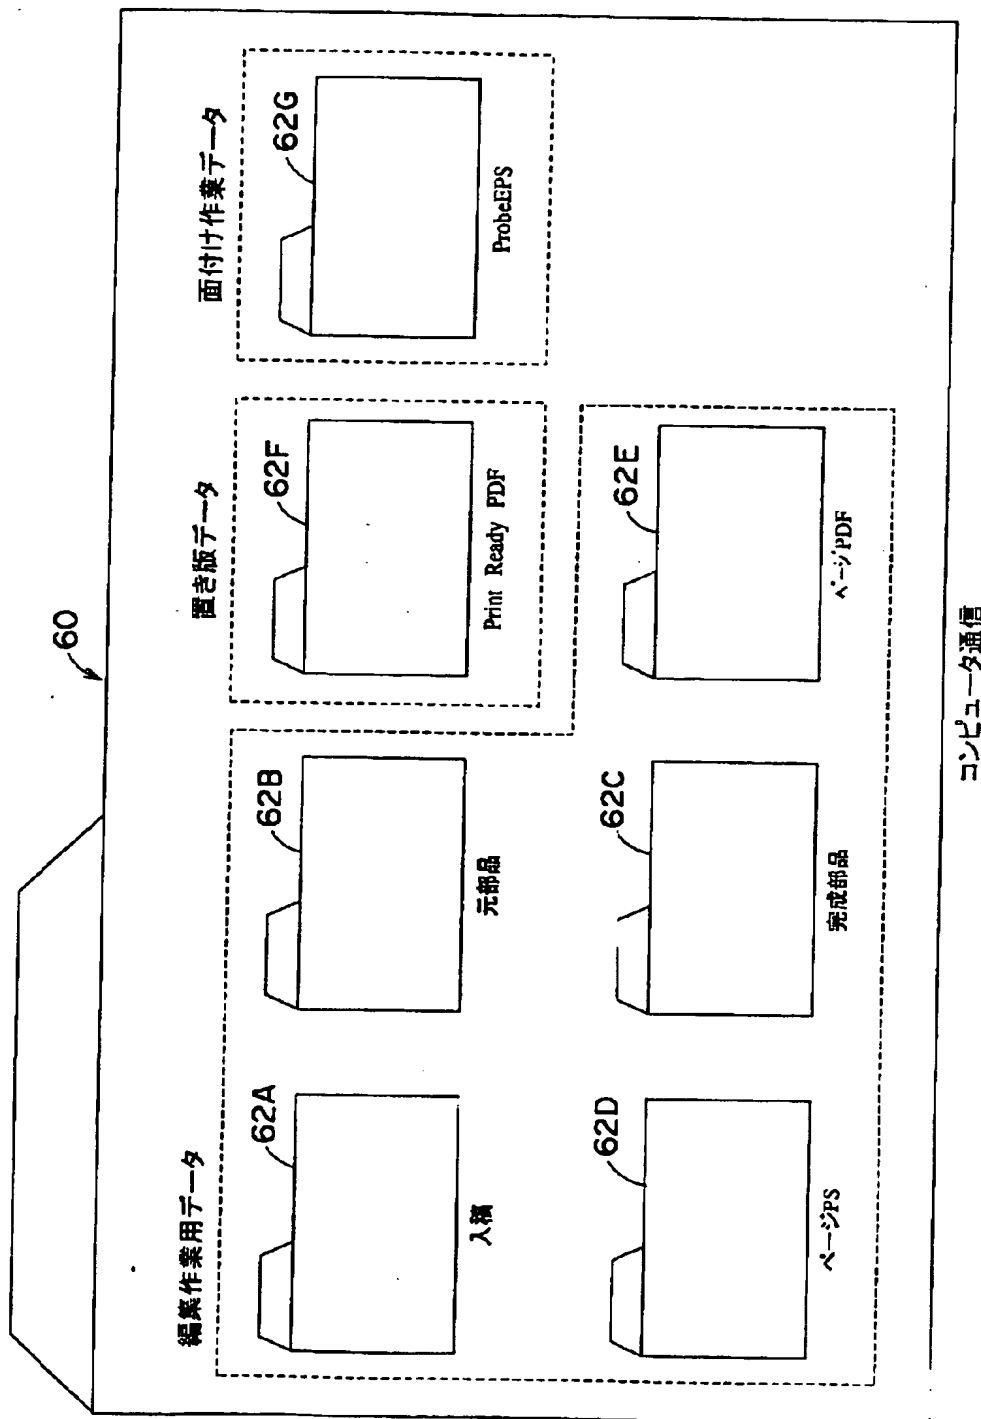 60
編集作業用データ
置き版データ
面付け作業データ
62A
62B
62F
62G
入稿
元部品
Print Ready PDF
ProbeEPS
62D
62C
62E
ページPS
完成部品
ページPDF
コンピュータ通信